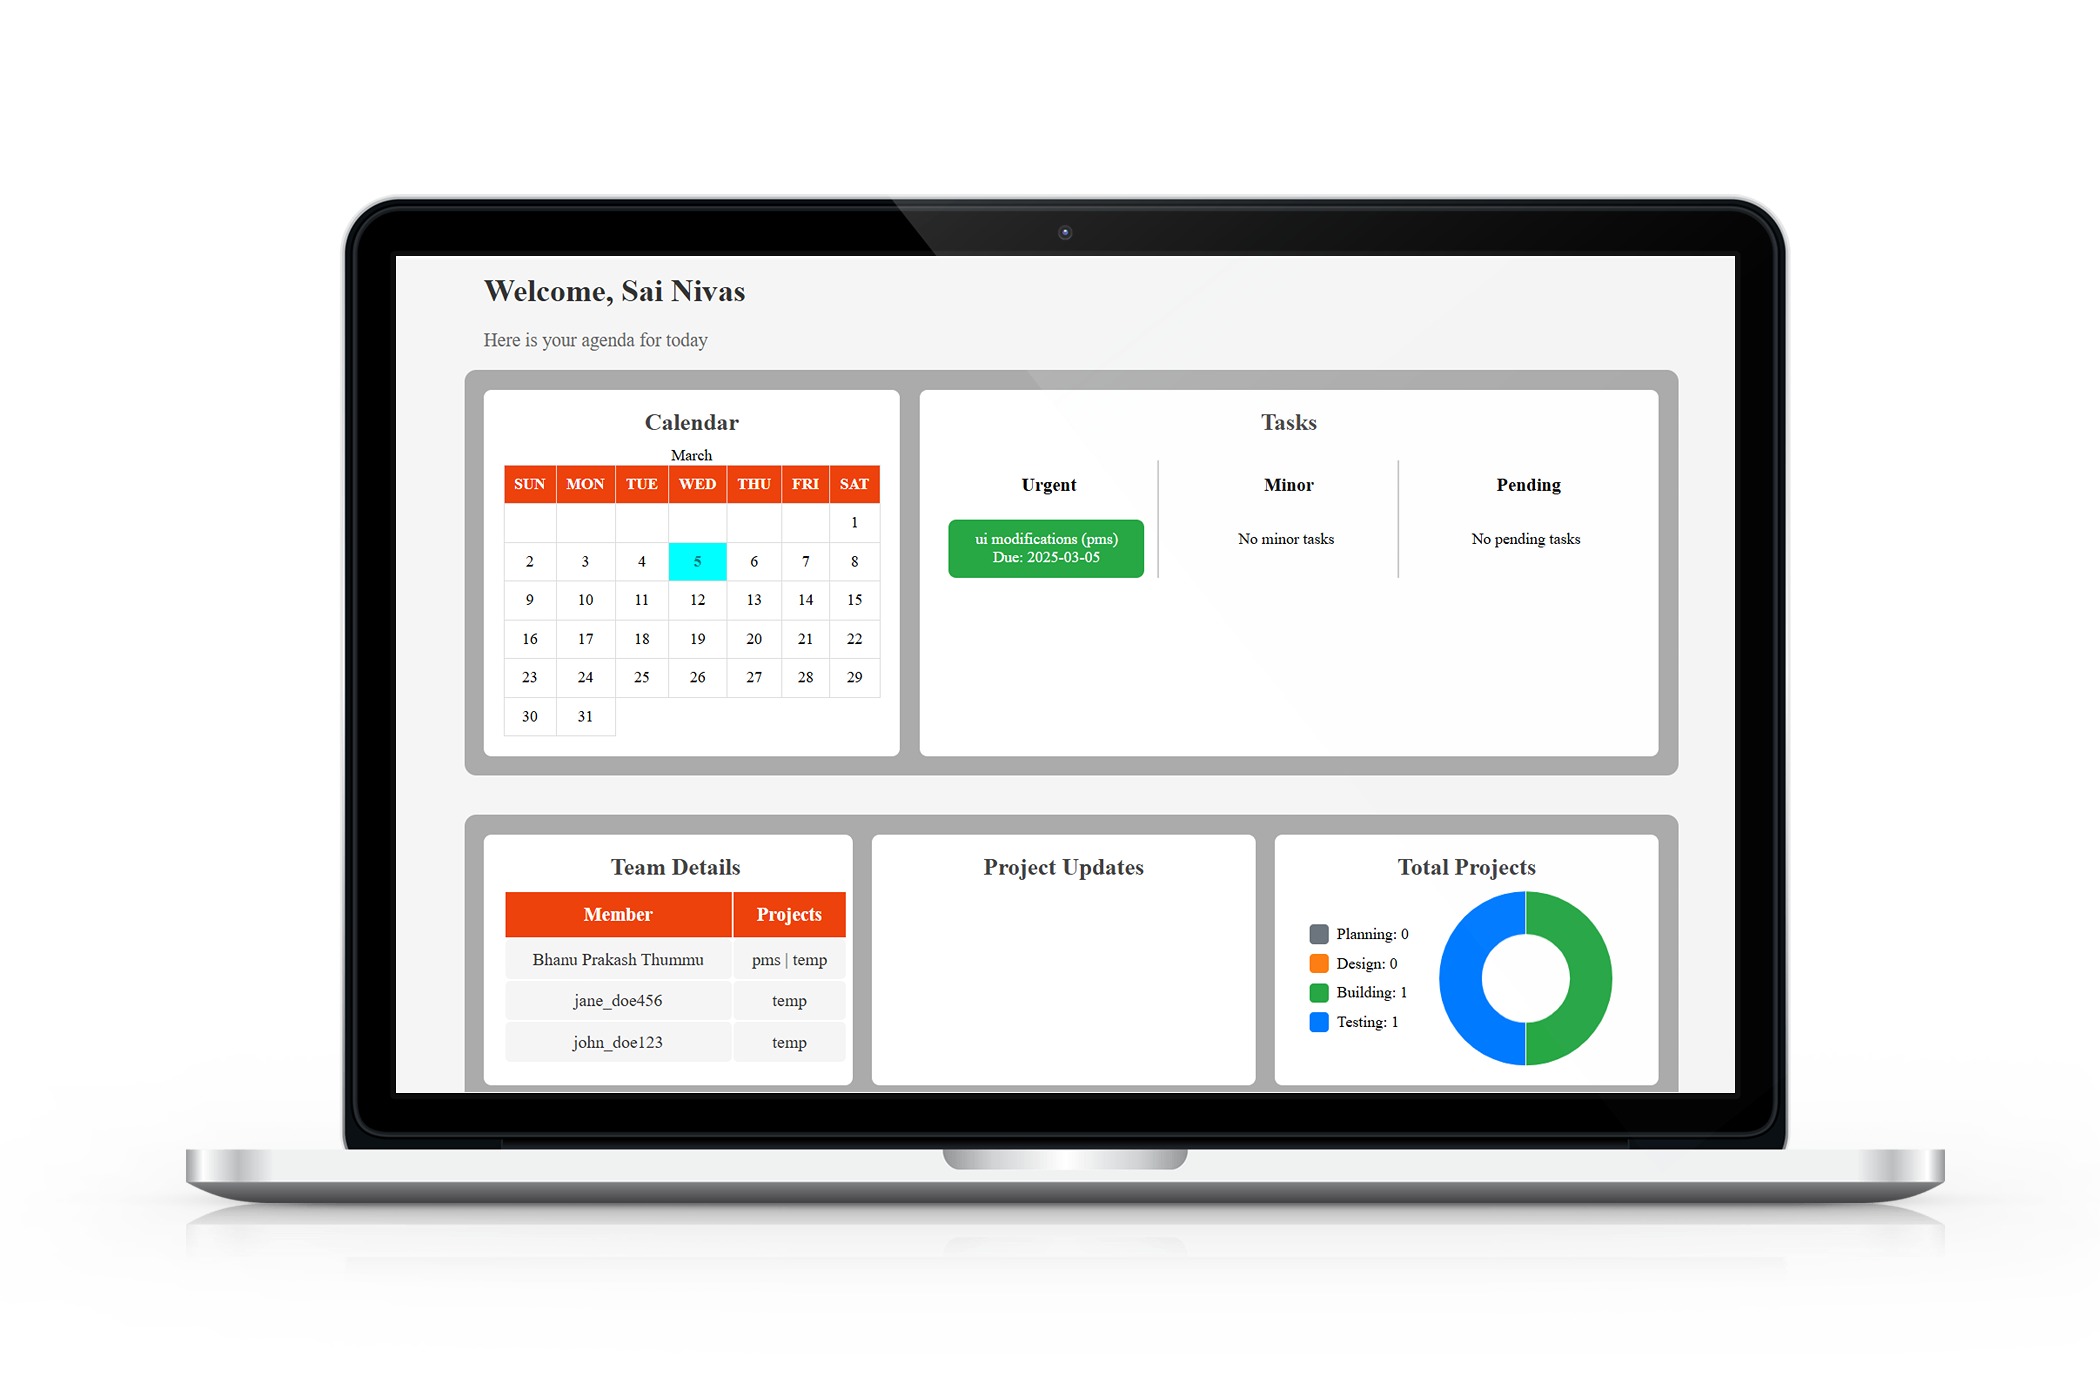 Welcome, Sai Nivas
Here is your agenda for today
Calendar
March
SUN MON TUE WED THU FRI SAT
1
2 3 4 5 6 7 8
9 10 11 12 13 14 15
16 17 18 19 20 21 22
23 24 25 26 27 28 29
30 31
Tasks
Urgent
ui modifications (pms)
Due: 2025-03-05
Minor
No minor tasks
Pending
No pending tasks
Team Details
Member Projects
Bhanu Prakash Thummu pms | temp
jane_doe456 temp
john_doe123 temp
Project Updates
Total Projects
Planning: 0
Design: 0
Building: 1
Testing: 1